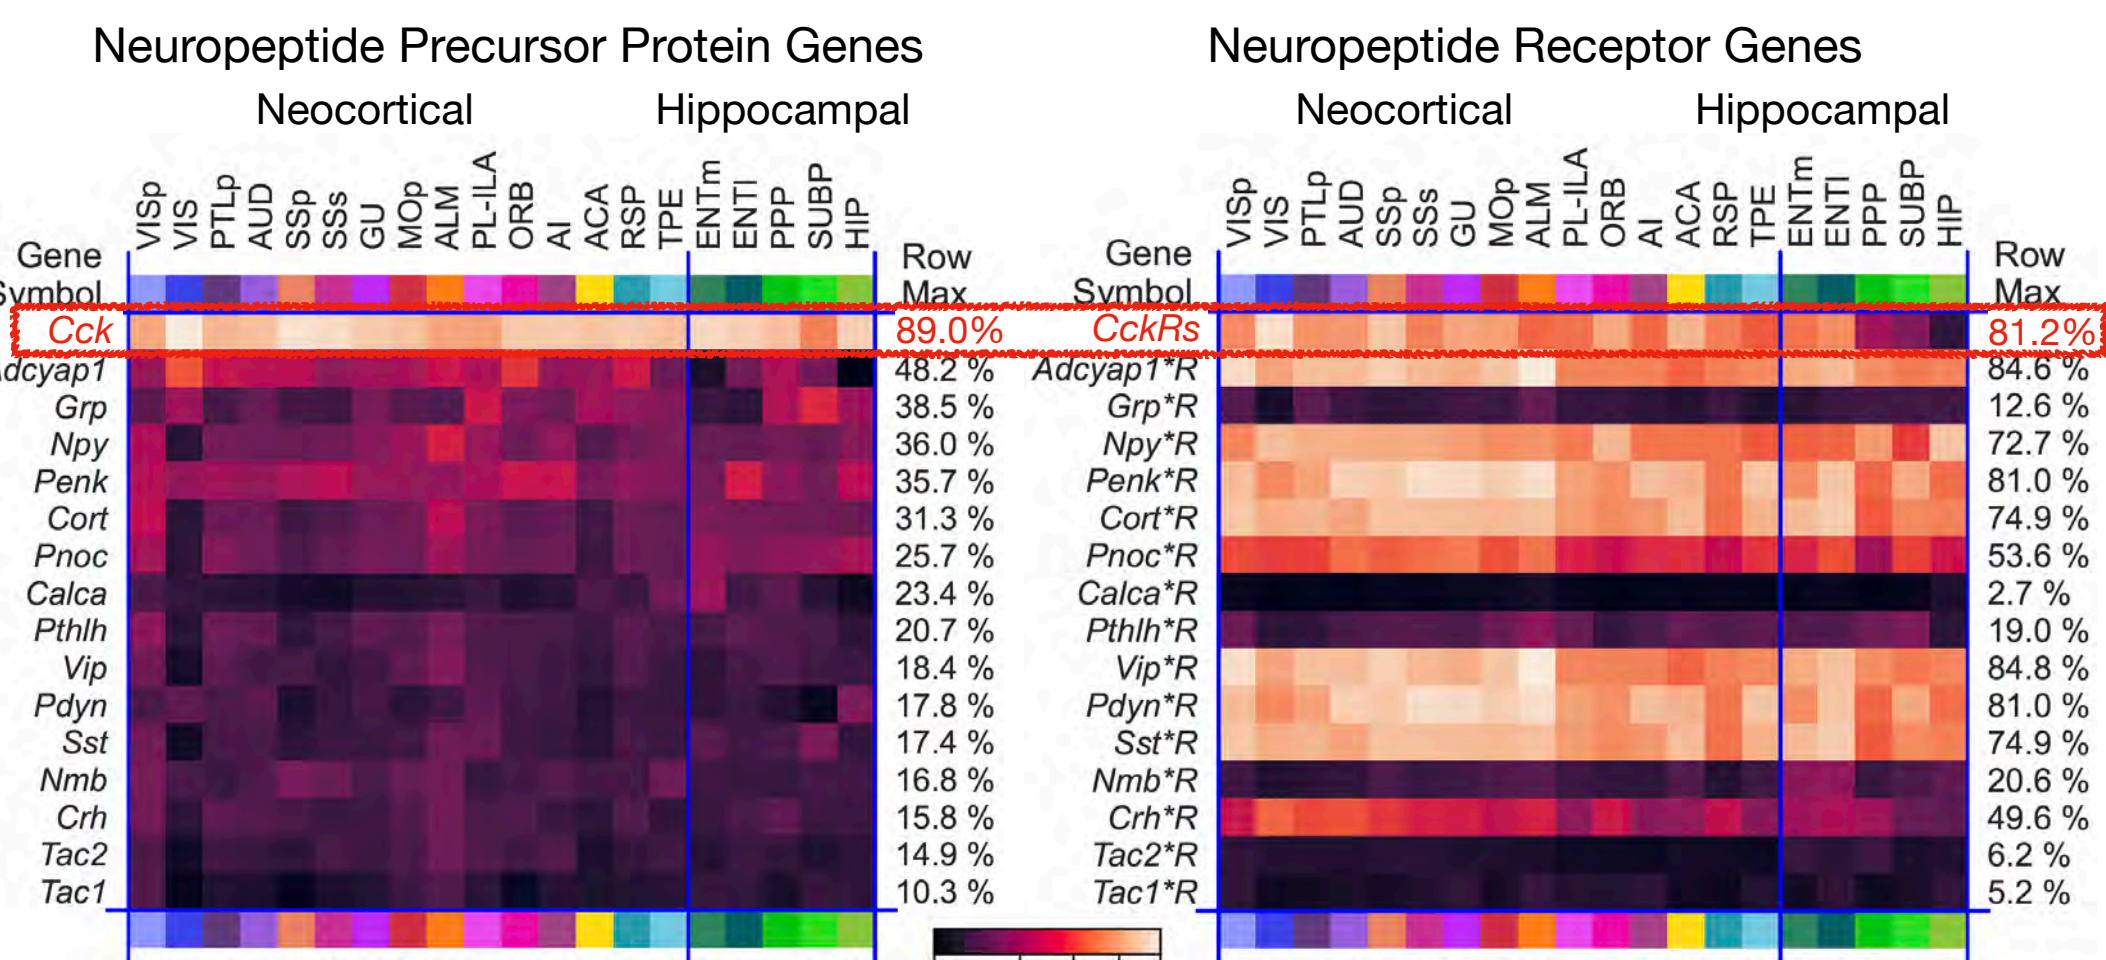 Neuropeptide Precursor Protein Genes
Neuropeptide Receptor Genes
Neocortical Hippocampal
Neocortical Hippocampal
VISp VIS PTLp AUD SSp SSs GU MOp ALM PL-ILA ORB AI ACA RSP TPE ENTm ENTl PPP SUBP HIP
VISp VIS PTLp AUD SSp SSs GU MOp ALM PL-ILA ORB AI ACA RSP TPE ENTm ENTl PPP SUBP HIP
Gene Row Gene Row
Symbol Max Symbol Max
Cck 89.0% CckRs 81.2%
Adcyap1 48.2 % Adcyap1*R 84.6 %
Grp 38.5 % Grp*R 12.6 %
Npy 36.0 % Npy*R 72.7 %
Penk 35.7 % Penk*R 81.0 %
Cort 31.3 % Cort*R 74.9 %
Pnoc 25.7 % Pnoc*R 53.6 %
Calca 23.4 % Calca*R 2.7 %
Pthlh 20.7 % Pthlh*R 19.0 %
Vip 18.4 % Vip*R 84.8 %
Pdyn 17.8 % Pdyn*R 81.0 %
Sst 17.4 % Sst*R 74.9 %
Nmb 16.8 % Nmb*R 20.6 %
Crh 15.8 % Crh*R 49.6 %
Tac2 14.9 % Tac2*R 6.2 %
Tac1 10.3 % Tac1*R 5.2 %